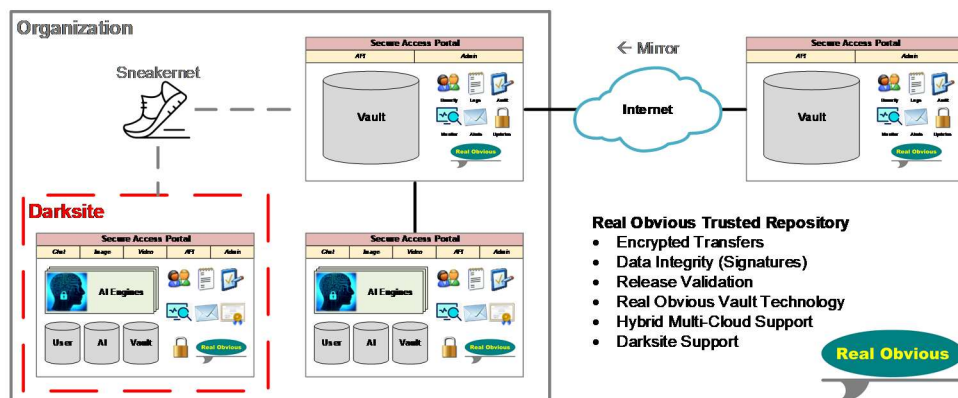 Organization
Sneakernet
Secure Access Portal
API Admin
Vault
Security Logs Audit
Monitor Alerts Updates
Real Obvious
← Mirror
Internet
Secure Access Portal
API Admin
Vault
Security Logs Audit
Monitor Alerts Updates
Real Obvious
Darksite
Secure Access Portal
Chat Image Video API Admin
AI Engines
User AI Vault
Real Obvious
Secure Access Portal
Chat Image Video API Admin
AI Engines
User AI Vault
Real Obvious
Real Obvious Trusted Repository
• Encrypted Transfers
• Data Integrity (Signatures)
• Release Validation
• Real Obvious Vault Technology
• Hybrid Multi-Cloud Support
• Darksite Support
Real Obvious